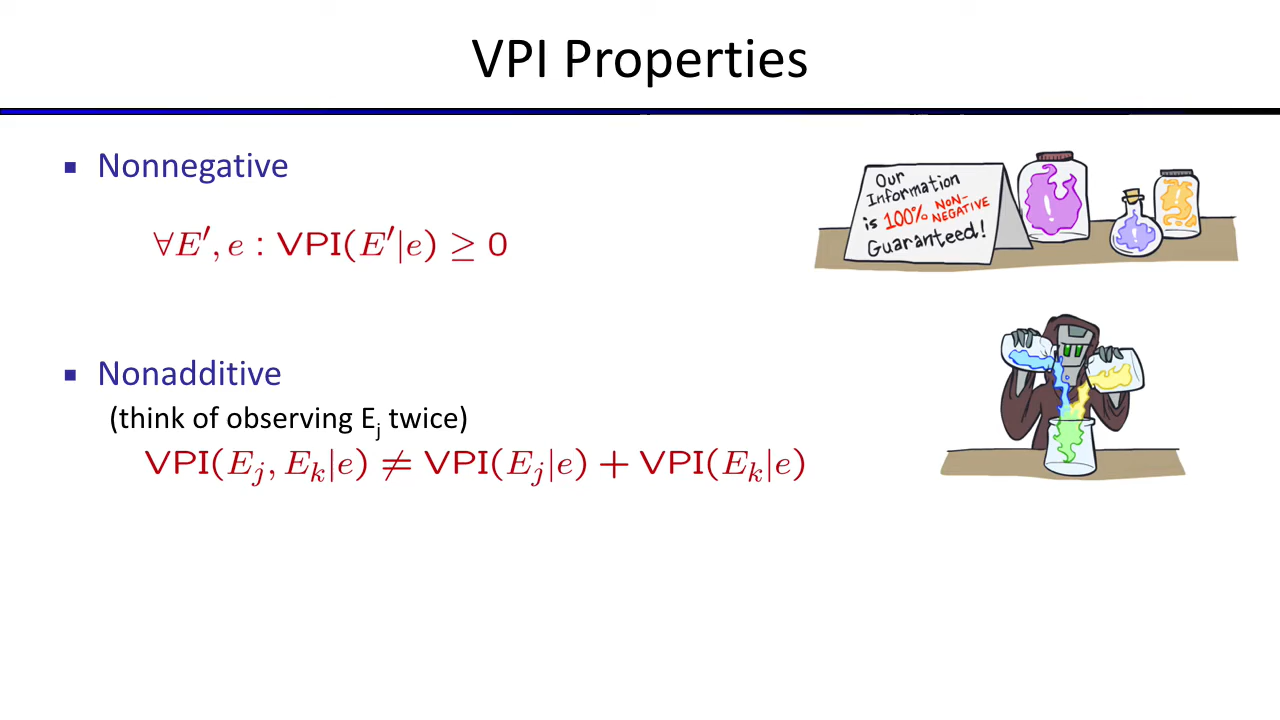 VPI Properties
▪ Nonnegative
∀E′, e : VPI(E′|e) ≥ 0
Our
Information
is 100% NON-
NEGATIVE
Guaranteed!
▪ Nonadditive
(think of observing Eⱼ twice)
VPI(Eⱼ, Eₖ|e) ≠ VPI(Eⱼ|e) + VPI(Eₖ|e)